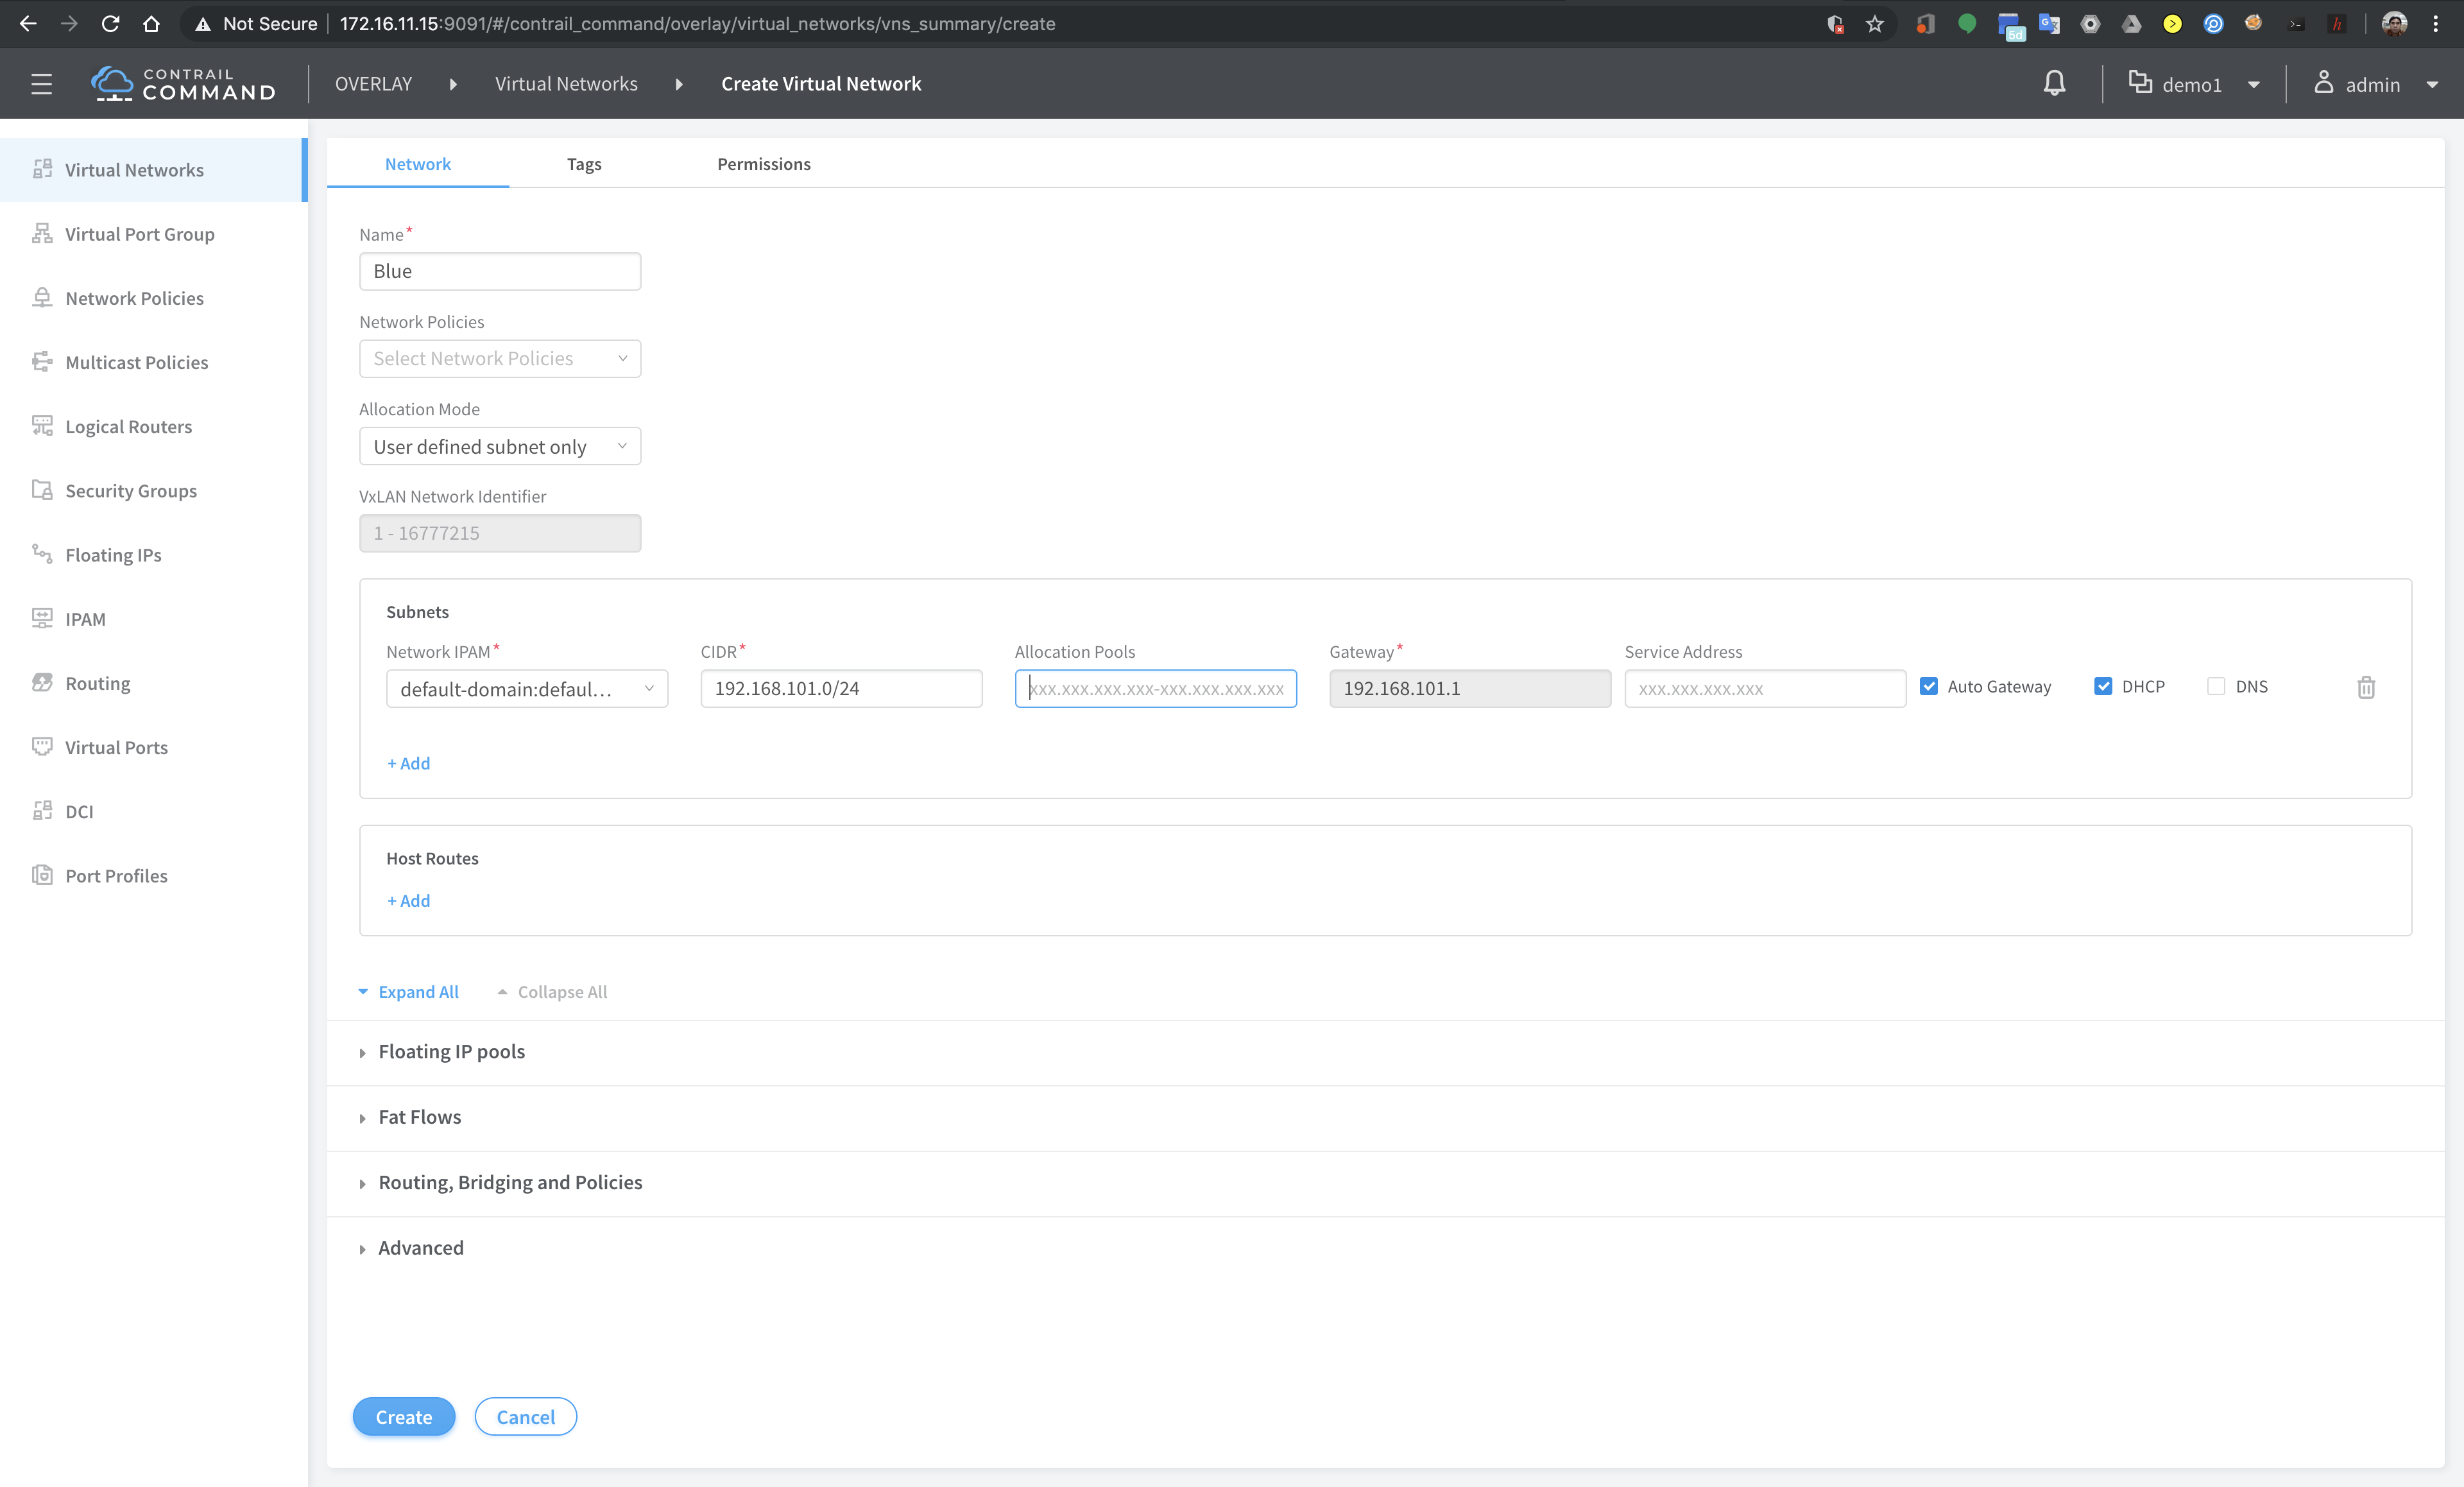 Not Secure | 172.16.11.15:9091/#/contrail_command/overlay/virtual_networks/vns_summary/create
5d
CONTRAIL
COMMAND
OVERLAY
Virtual Networks
Create Virtual Network
demo1
admin
Virtual Networks
Virtual Port Group
Network Policies
Multicast Policies
Logical Routers
Security Groups
Floating IPs
IPAM
Routing
Virtual Ports
DCI
Port Profiles
Network
Tags
Permissions
Name*
Blue
Network Policies
Select Network Policies
Allocation Mode
User defined subnet only
VxLAN Network Identifier
1 - 16777215
Subnets
Network IPAM* CIDR* Allocation Pools Gateway* Service Address
default-domain:defaul... 192.168.101.0/24 xxx.xxx.xxx.xxx-xxx.xxx.xxx.xxx 192.168.101.1 xxx.xxx.xxx.xxx Auto Gateway DHCP DNS
+ Add
Host Routes
+ Add
Expand All Collapse All
Floating IP pools
Fat Flows
Routing, Bridging and Policies
Advanced
Create Cancel